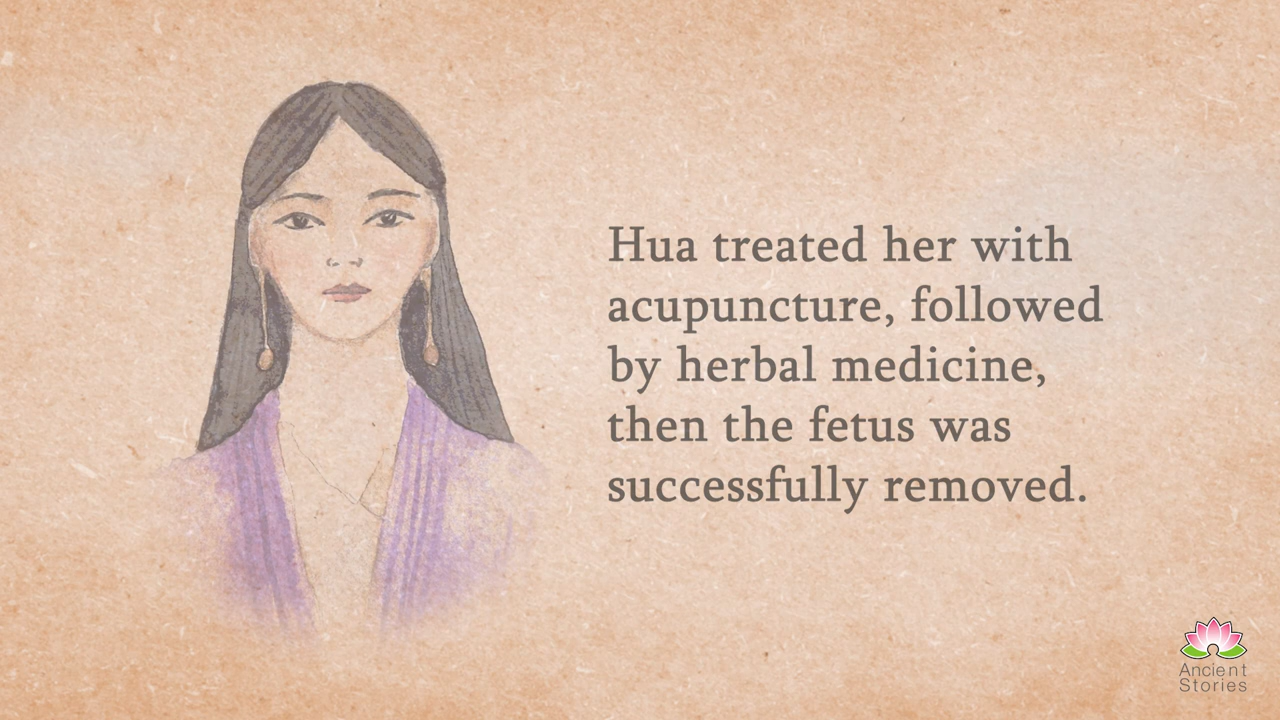 Hua treated her with
acupuncture, followed
by herbal medicine,
then the fetus was
successfully removed.
Ancient
Stories